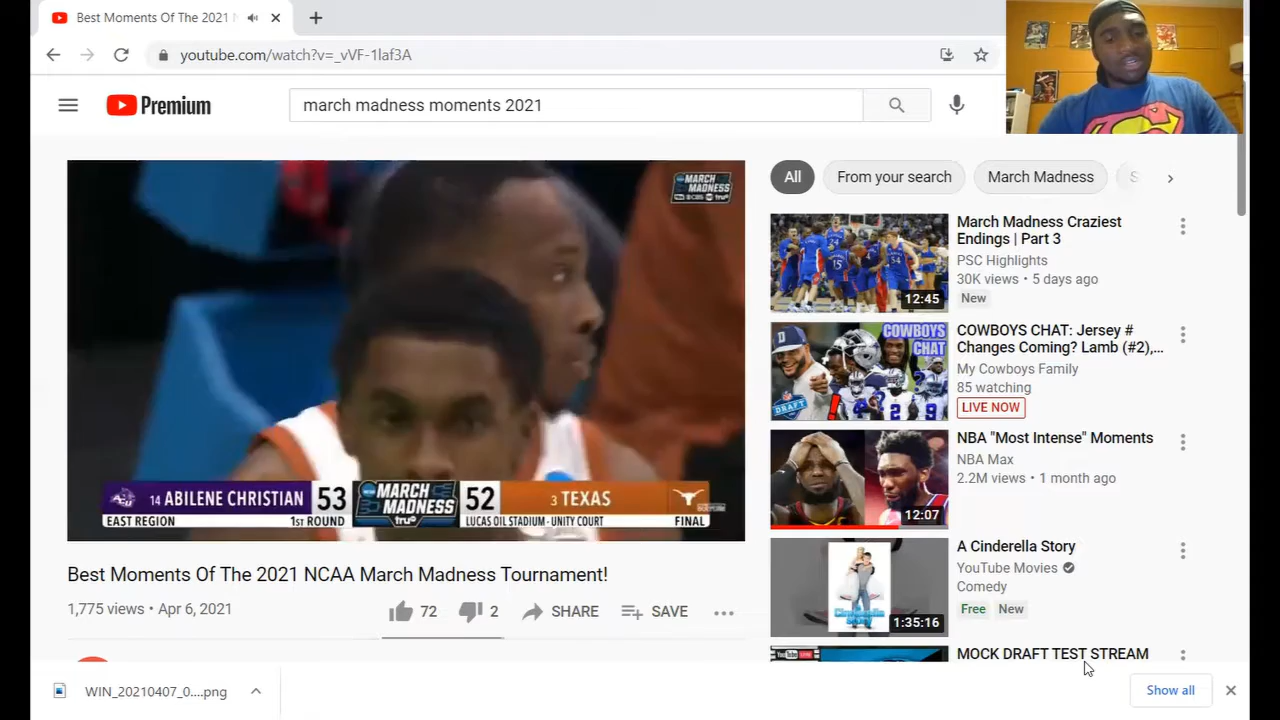 Best Moments Of The 2021
youtube.com/watch?v=_vVF-1laf3A
Premium
march madness moments 2021
MARCH
MADNESS
14 ABILENE CHRISTIAN 53 MARCH MADNESS 52 3 TEXAS
EAST REGION 1ST ROUND tru LUCAS OIL STADIUM - UNITY COURT FINAL
Best Moments Of The 2021 NCAA March Madness Tournament!
1,775 views • Apr 6, 2021
72 2 SHARE SAVE
All From your search March Madness S
March Madness Craziest
Endings | Part 3
PSC Highlights
30K views • 5 days ago
New
12:45
COWBOYS CHAT: Jersey #
Changes Coming? Lamb (#2),...
My Cowboys Family
85 watching
LIVE NOW
COWBOYS
CHAT
DRAFT
NBA "Most Intense" Moments
NBA Max
2.2M views • 1 month ago
12:07
A Cinderella Story
YouTube Movies
Comedy
Free New
1:35:16
MOCK DRAFT TEST STREAM
WIN_20210407_0....png
Show all